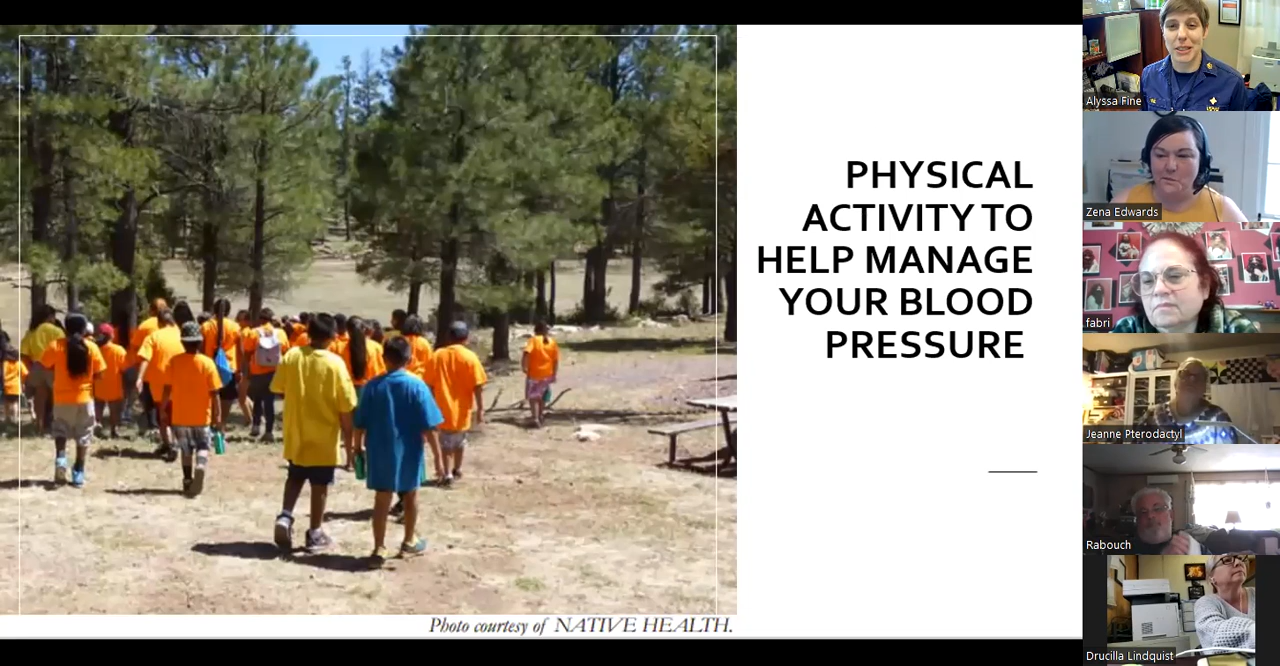 PHYSICAL
ACTIVITY TO
HELP MANAGE
YOUR BLOOD
PRESSURE
Photo courtesy of NATIVE HEALTH.
Alyssa Fine
Zena Edwards
fabri
Jeanne Pterodactyl
Rabouch
Drucilla Lindquist